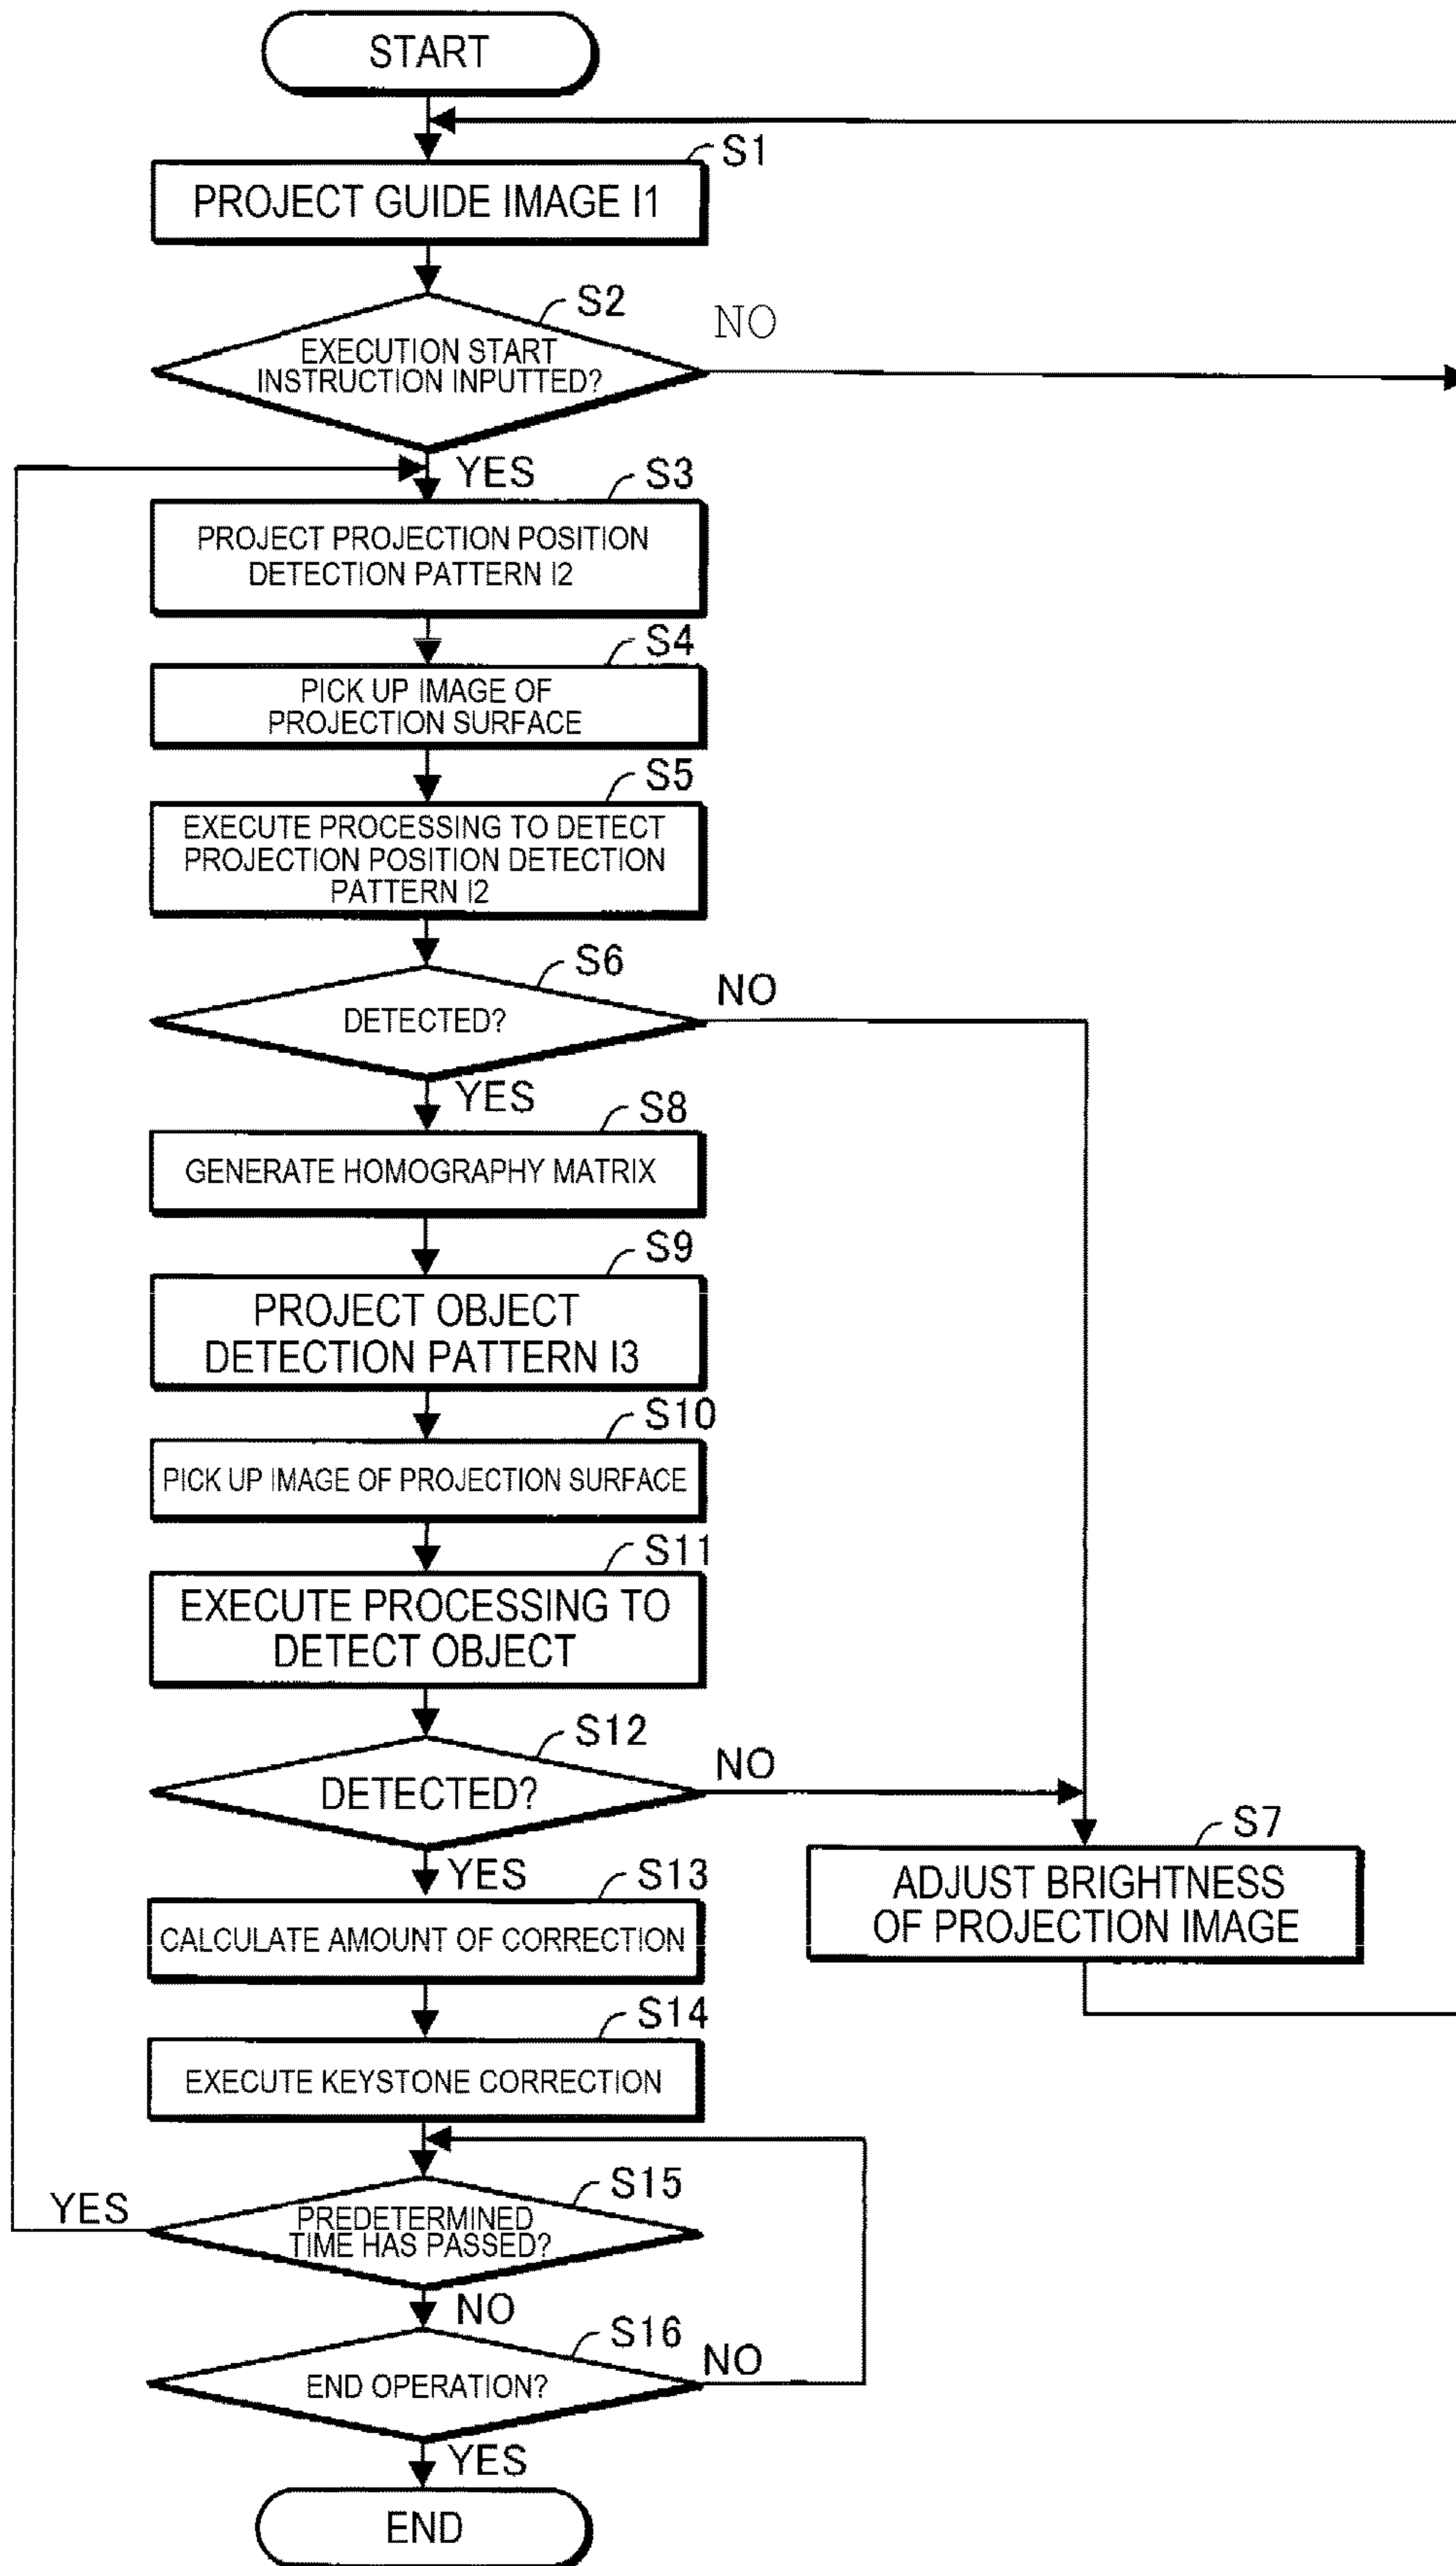 START
S1
PROJECT GUIDE IMAGE I1
S2
NO
EXECUTION START
INSTRUCTION INPUTTED?
YES
S3
PROJECT PROJECTION POSITION
DETECTION PATTERN I2
S4
PICK UP IMAGE OF
PROJECTION SURFACE
S5
EXECUTE PROCESSING TO DETECT
PROJECTION POSITION DETECTION
PATTERN I2
S6
NO
DETECTED?
YES
S8
GENERATE HOMOGRAPHY MATRIX
S9
PROJECT OBJECT
DETECTION PATTERN I3
S10
PICK UP IMAGE OF PROJECTION SURFACE
S11
EXECUTE PROCESSING TO
DETECT OBJECT
S12
NO
DETECTED?
S7
ADJUST BRIGHTNESS
OF PROJECTION IMAGE
YES
S13
CALCULATE AMOUNT OF CORRECTION
S14
EXECUTE KEYSTONE CORRECTION
S15
YES
PREDETERMINED
TIME HAS PASSED?
NO
S16
NO
END OPERATION?
YES
END